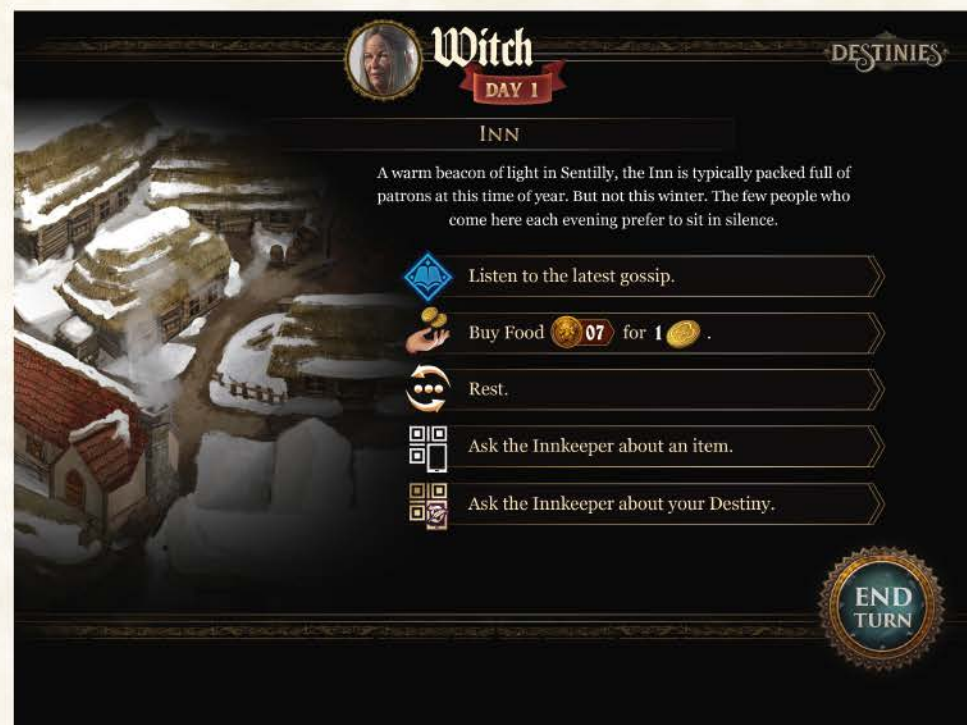 Witch
DESTINIES
DAY 1
INN
A warm beacon of light in Sentilly, the Inn is typically packed full of
patrons at this time of year. But not this winter. The few people who
come here each evening prefer to sit in silence.
Listen to the latest gossip.
Buy Food 07 for 1 .
Rest.
Ask the Innkeeper about an item.
Ask the Innkeeper about your Destiny.
END
TURN